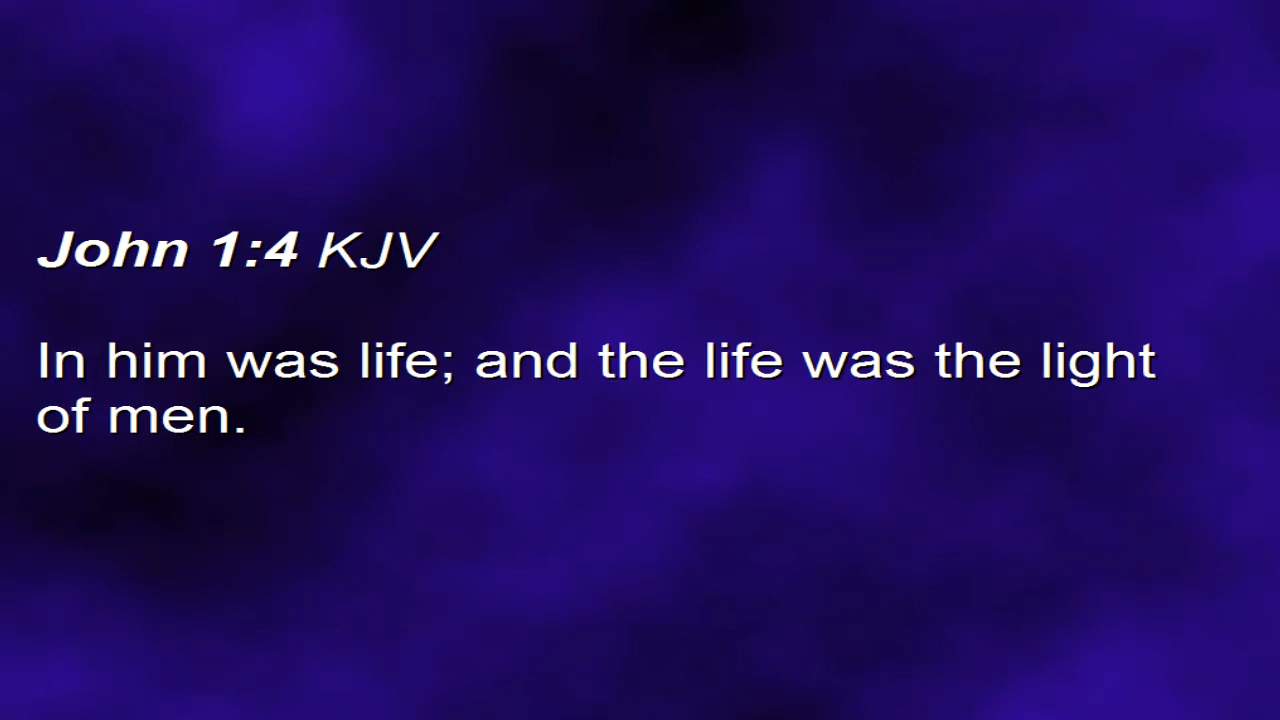 John 1:4 KJV
In him was life; and the life was the light
of men.